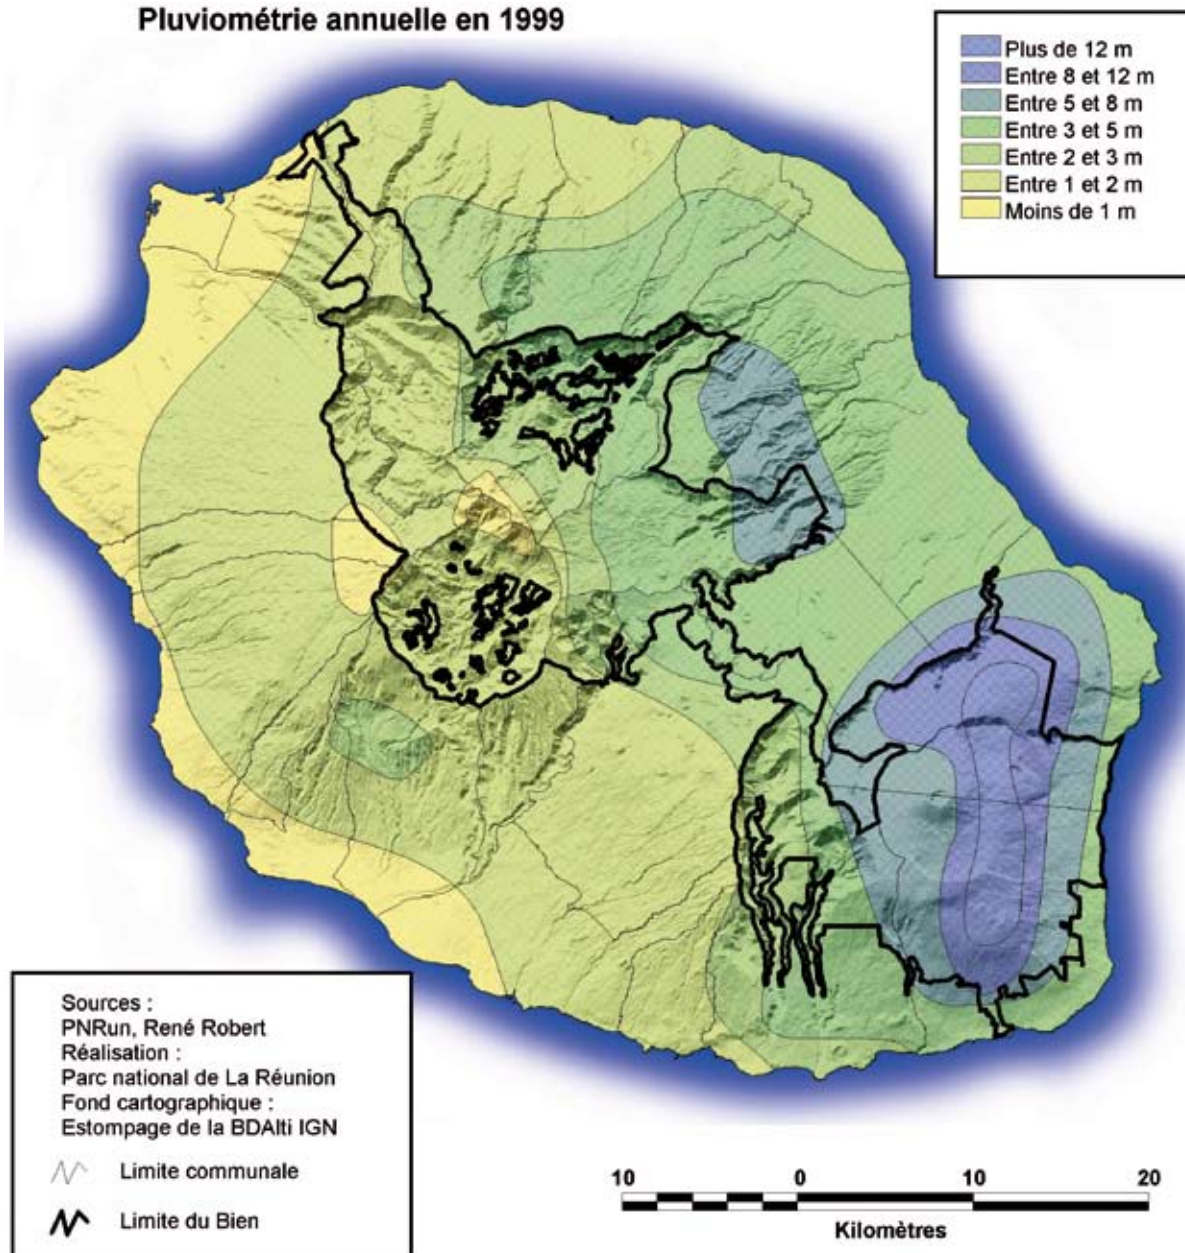 Pluviométrie annuelle en 1999
Plus de 12 m
Entre 8 et 12 m
Entre 5 et 8 m
Entre 3 et 5 m
Entre 2 et 3 m
Entre 1 et 2 m
Moins de 1 m
Sources :
PNRun, René Robert
Réalisation :
Parc national de La Réunion
Fond cartographique :
Estompage de la BDAlti IGN
Limite communale
Limite du Bien
10 0 10 20
Kilomètres